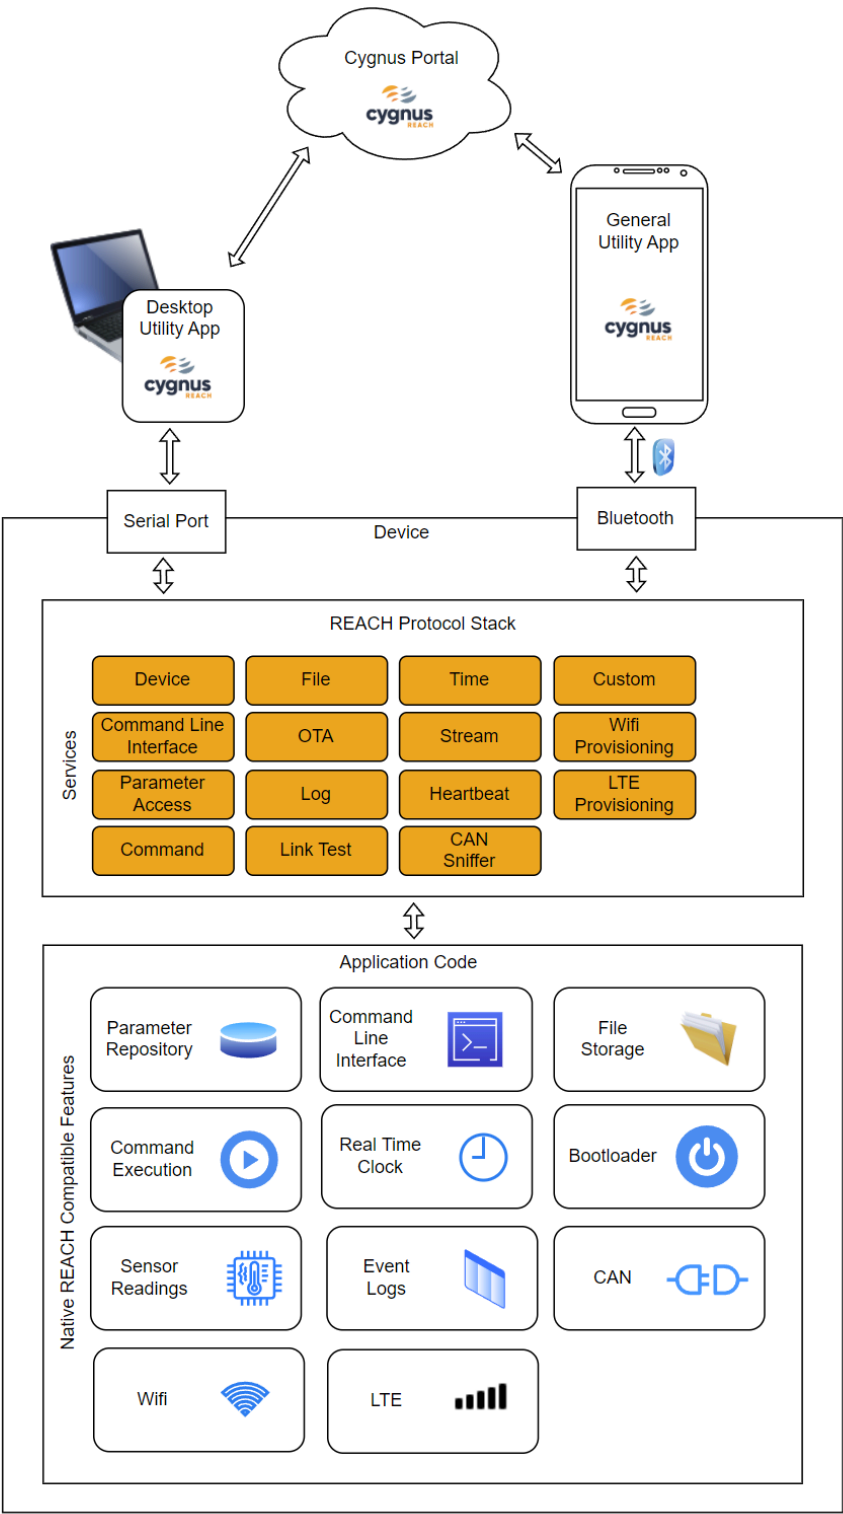 Cygnus Portal
cygnus
REACH
General
Utility App
cygnus
REACH
Desktop
Utility App
cygnus
REACH
Serial Port
Device
Bluetooth
REACH Protocol Stack
Services
Device
File
Time
Custom
Command Line
Interface
OTA
Stream
Wifi
Provisioning
Parameter
Access
Log
Heartbeat
LTE
Provisioning
Command
Link Test
CAN
Sniffer
Application Code
Native REACH Compatible Features
Parameter
Repository
Command
Line
Interface
File
Storage
Command
Execution
Real Time
Clock
Bootloader
Sensor
Readings
Event
Logs
CAN
Wifi
LTE